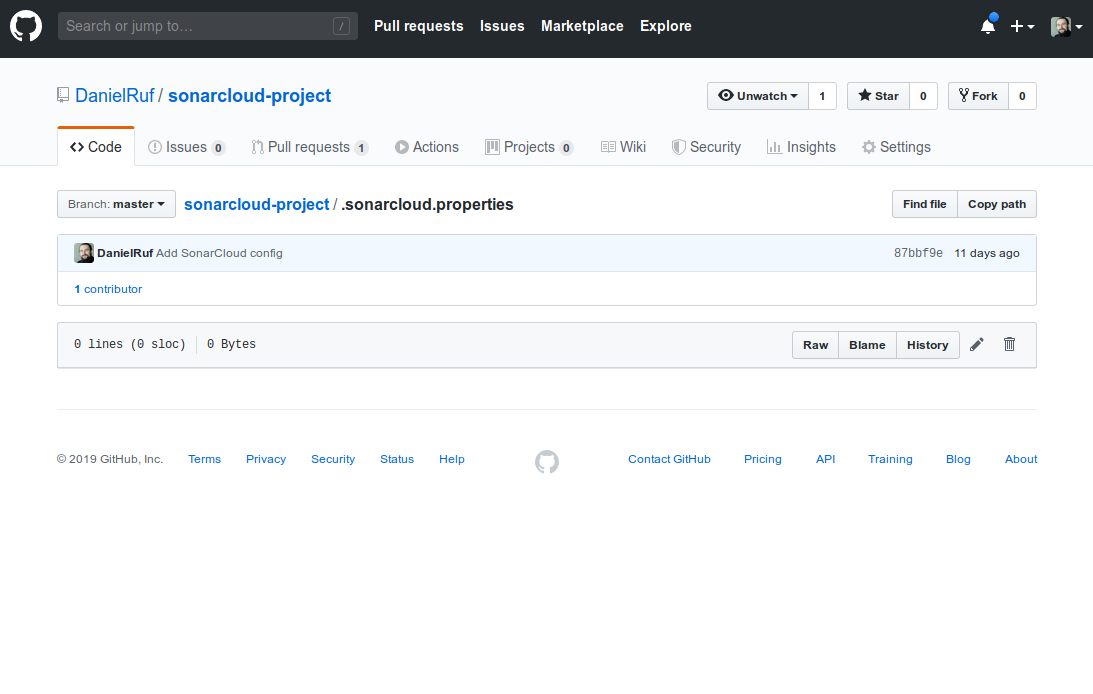 Search or jump to… / Pull requests Issues Marketplace Explore
DanielRuf / sonarcloud-project Unwatch 1 Star 0 Fork 0
Code Issues 0 Pull requests 1 Actions Projects 0 Wiki Security Insights Settings
Branch: master sonarcloud-project / .sonarcloud.properties Find file Copy path
DanielRuf Add SonarCloud config 87bbf9e 11 days ago
1 contributor
0 lines (0 sloc) 0 Bytes Raw Blame History
© 2019 GitHub, Inc. Terms Privacy Security Status Help Contact GitHub Pricing API Training Blog About